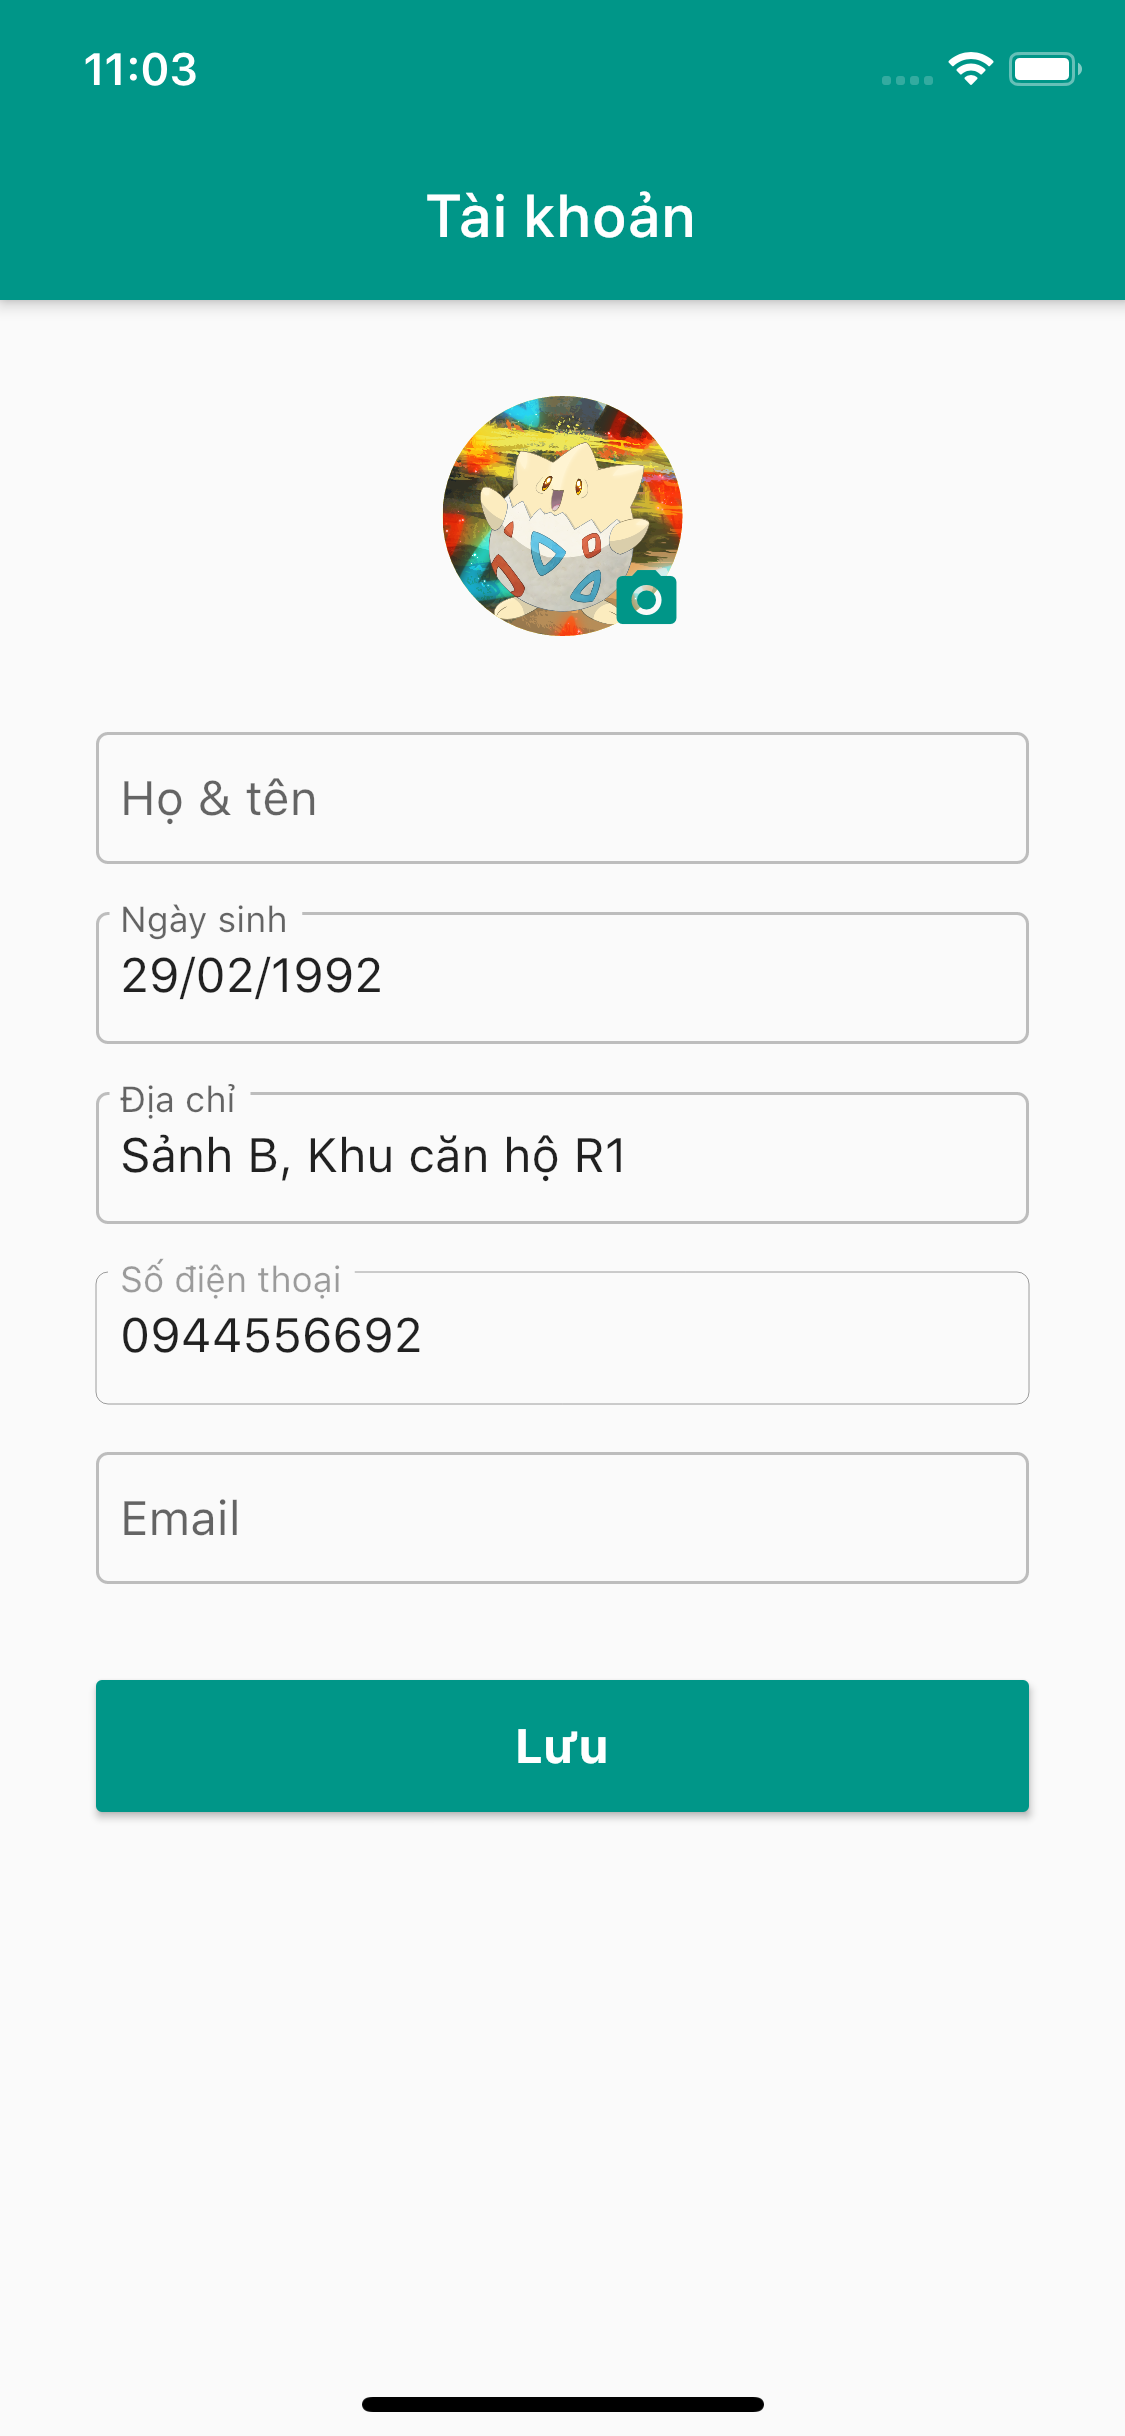 11:03
Tài khoản
Họ & tên
Ngày sinh
29/02/1992
Địa chỉ
Sảnh B, Khu căn hộ R1
Số điện thoại
0944556692
Email
Lưu